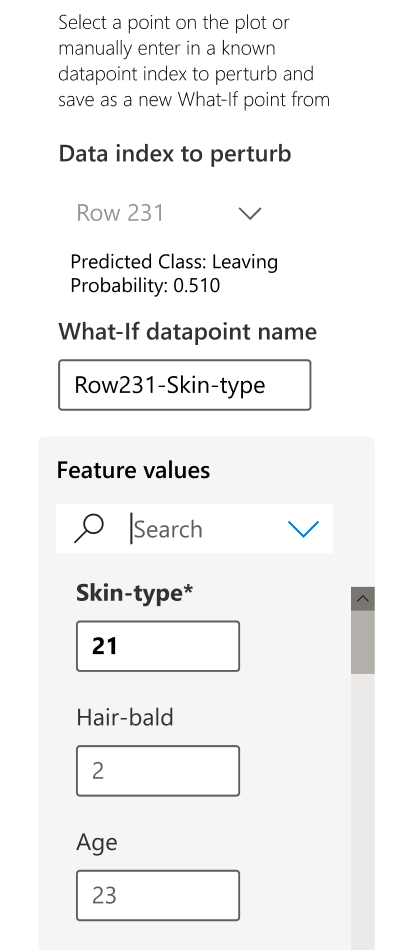 Select a point on the plot or
manually enter in a known
datapoint index to perturb and
save as a new What-If point from
Data index to perturb
Row 231
Predicted Class: Leaving
Probability: 0.510
What-If datapoint name
Row231-Skin-type
Feature values
Search
Skin-type*
21
Hair-bald
2
Age
23